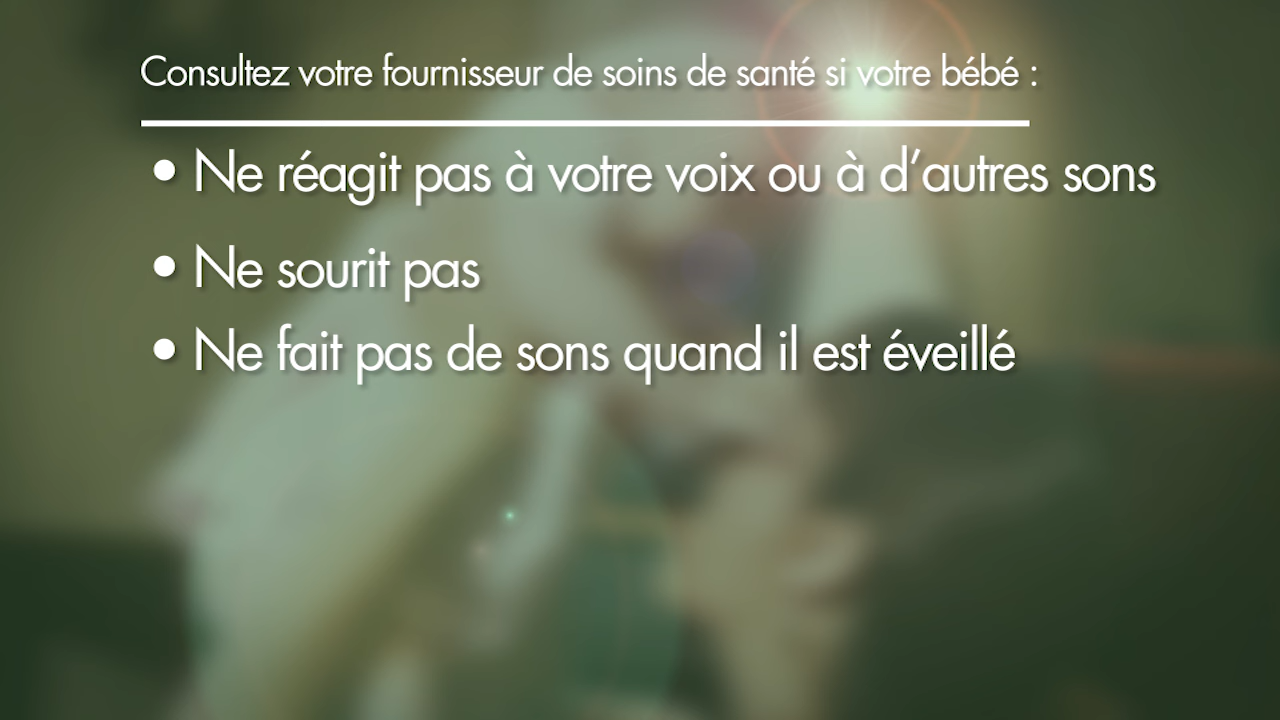 Consultez votre fournisseur de soins de santé si votre bébé :
• Ne réagit pas à votre voix ou à d’autres sons
• Ne sourit pas
• Ne fait pas de sons quand il est éveillé